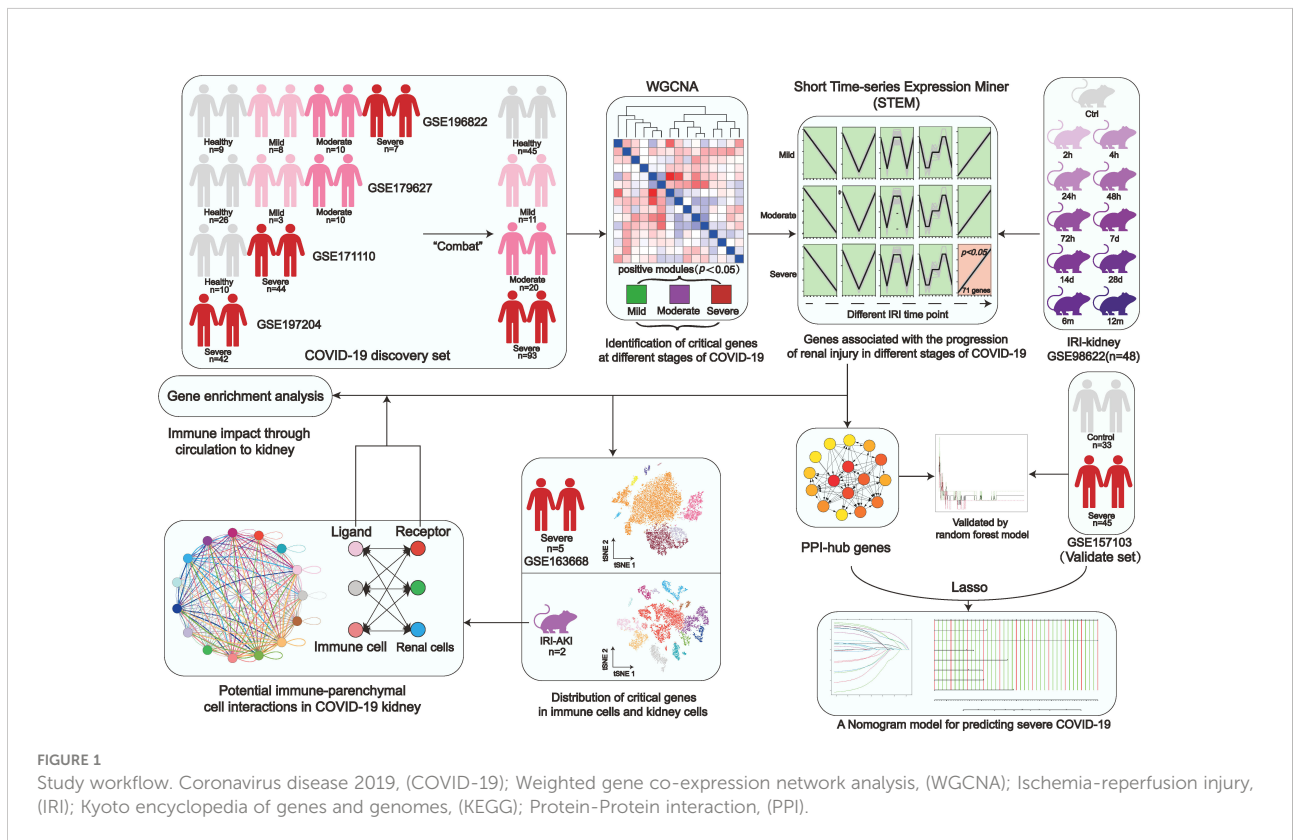 Healthy
n=9
Mild
n=8
Moderate
n=10
Severe
n=7
GSE196822
Healthy
n=26
Mild
n=3
Moderate
n=10
GSE179627
Healthy
n=10
Severe
n=44
GSE171110
Severe
n=42
GSE197204
COVID-19 discovery set
“Combat”
Healthy
n=45
Mild
n=11
Moderate
n=20
Severe
n=93
WGCNA
positive modules(p<0.05)
Mild
Moderate
Severe
Identification of critical genes
at different stages of COVID-19
Short Time-series Expression Miner
(STEM)
Mild
Moderate
Severe
p<0.05
71 genes
Different IRI time point
Genes associated with the progression
of renal injury in different stages of COVID-19
Ctrl
2h
4h
24h
48h
72h
7d
14d
28d
6m
12m
IRI-kidney
GSE98622(n=48)
Gene enrichment analysis
Immune impact through
circulation to kidney
Ligand
Receptor
Immune cell
Renal cells
Potential immune-parenchymal
cell interactions in COVID-19 kidney
Severe
n=5
GSE163668
tSNE 2
tSNE 1
IRI-AKI
n=2
tSNE 2
tSNE 1
Distribution of critical genes
in immune cells and kidney cells
PPI-hub genes
Validated by
random forest model
Control
n=33
Severe
n=45
GSE157103
(Validate set)
Lasso
A Nomogram model for predicting severe COVID-19
FIGURE 1
Study workflow. Coronavirus disease 2019, (COVID-19); Weighted gene co-expression network analysis, (WGCNA); Ischemia-reperfusion injury,
(IRI); Kyoto encyclopedia of genes and genomes, (KEGG); Protein-Protein interaction, (PPI).